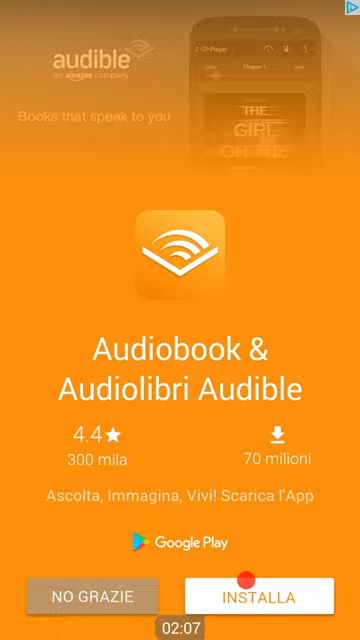 audible
an amazon company
Books that speak to you
Player
Chapter 1
THE
GIRL
ON THE
Audiobook &
Audiolibri Audible
4.4★
300 mila
70 milioni
Ascolta, Immagina, Vivi! Scarica l'App
Google Play
NO GRAZIE
INSTALLA
02:07